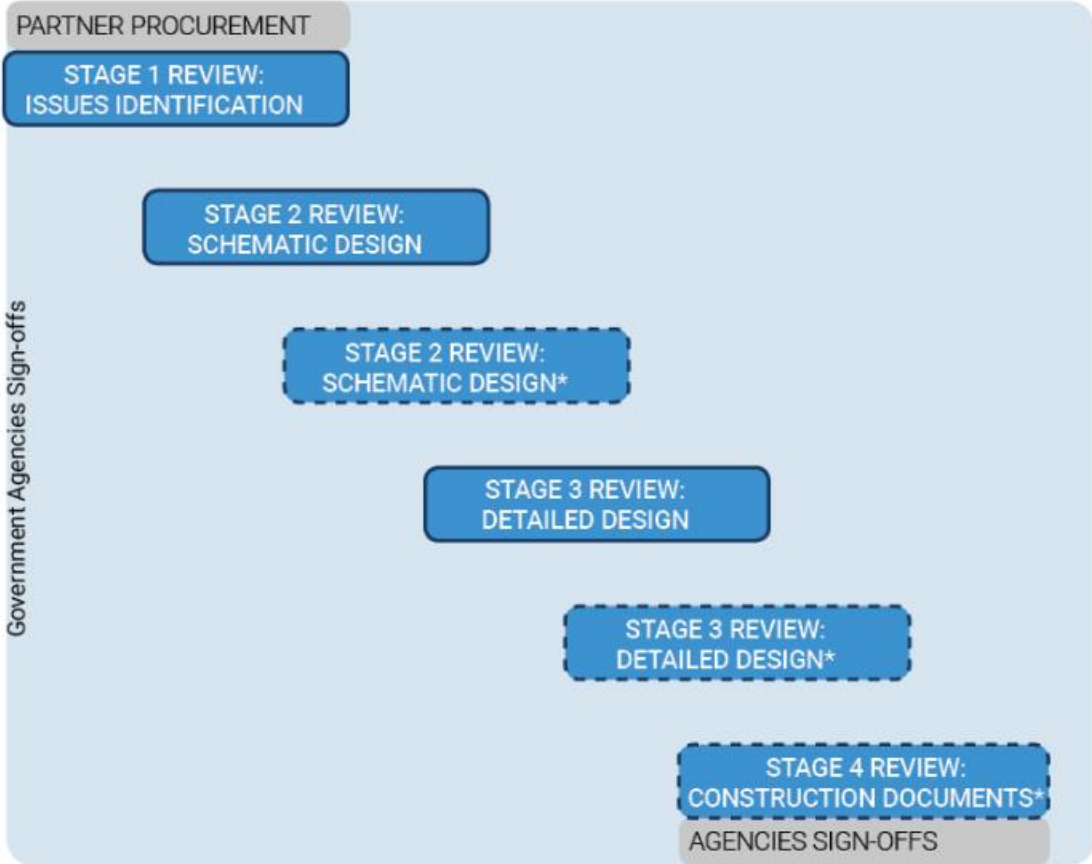 PARTNER PROCUREMENT
STAGE 1 REVIEW:
ISSUES IDENTIFICATION
STAGE 2 REVIEW:
SCHEMATIC DESIGN
STAGE 2 REVIEW:
SCHEMATIC DESIGN*
Government Agencies Sign-offs
STAGE 3 REVIEW:
DETAILED DESIGN
STAGE 3 REVIEW:
DETAILED DESIGN*
STAGE 4 REVIEW:
CONSTRUCTION DOCUMENTS*
AGENCIES SIGN-OFFS